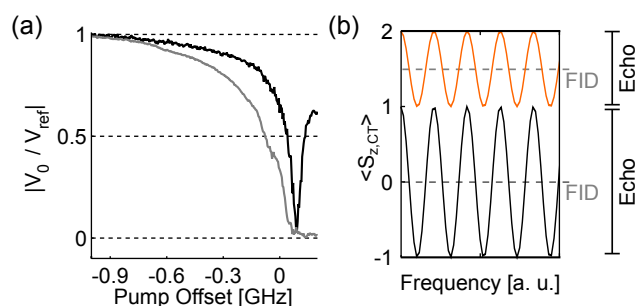 (a)
1
0.5
0
|V0 / Vref|
-0.9
-0.6
-0.3
0
Pump Offset [GHz]
(b)
2
1
0
-1
<Sz,CT>
Frequency [a. u.]
FID
FID
Echo
Echo